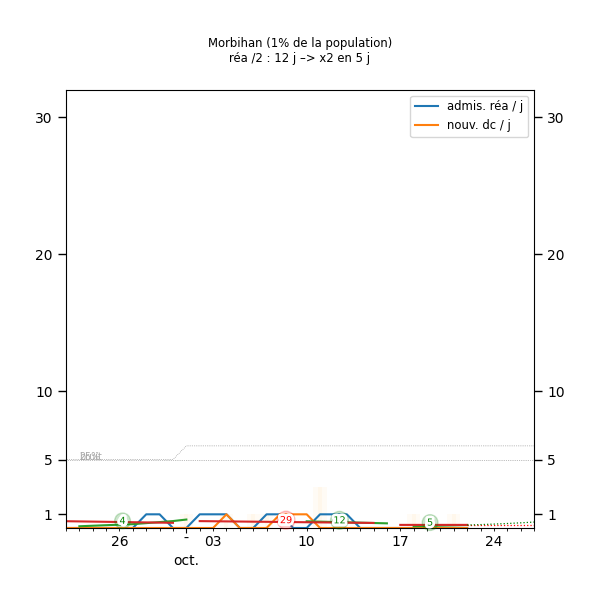 Morbihan (1% de la population)
réa /2 : 12 j –> x2 en 5 j
admis. réa / j
nouv. dc / j
30 30
20 20
10 10
5 5
1 1
4 29 12 5
26 - 03 10 17 24
oct.